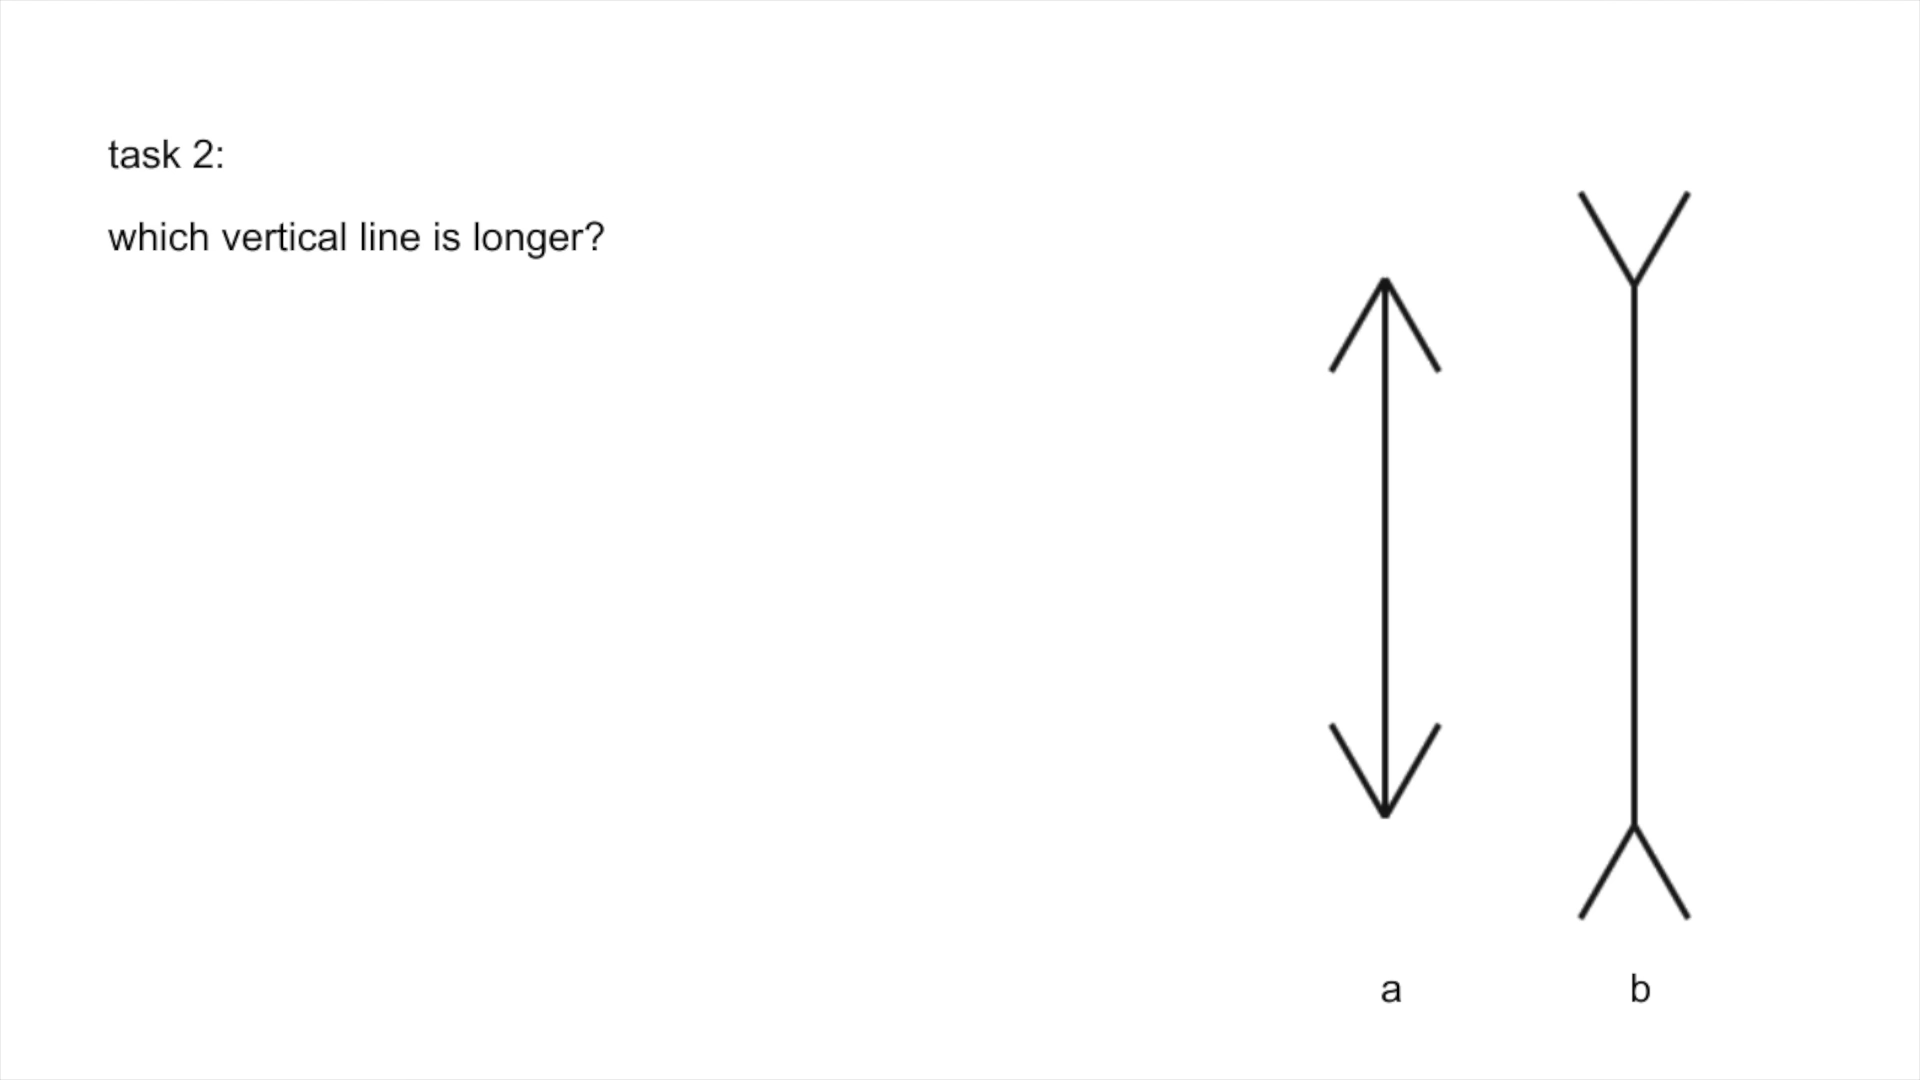 task 2:
which vertical line is longer?
a b